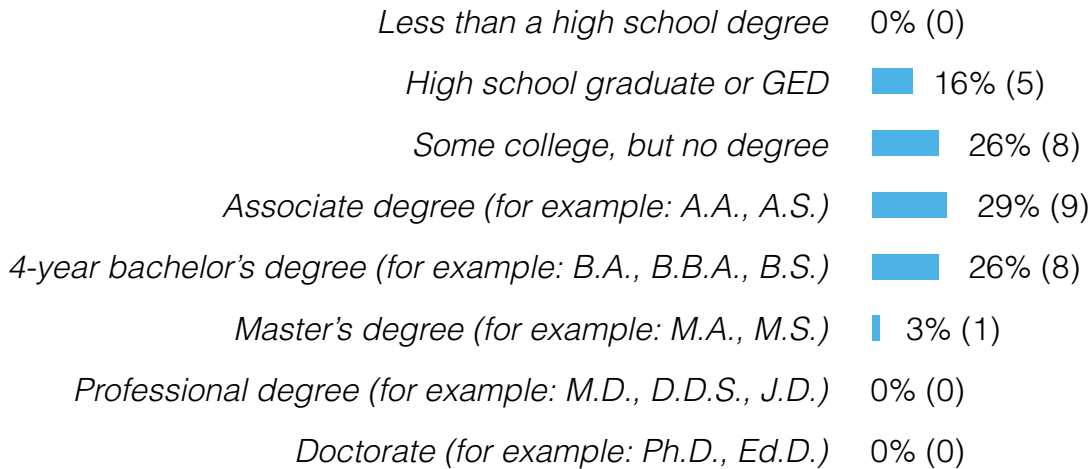 Less than a high school degree 0% (0)
High school graduate or GED 16% (5)
Some college, but no degree 26% (8)
Associate degree (for example: A.A., A.S.) 29% (9)
4-year bachelor’s degree (for example: B.A., B.B.A., B.S.) 26% (8)
Master’s degree (for example: M.A., M.S.) 3% (1)
Professional degree (for example: M.D., D.D.S., J.D.) 0% (0)
Doctorate (for example: Ph.D., Ed.D.) 0% (0)